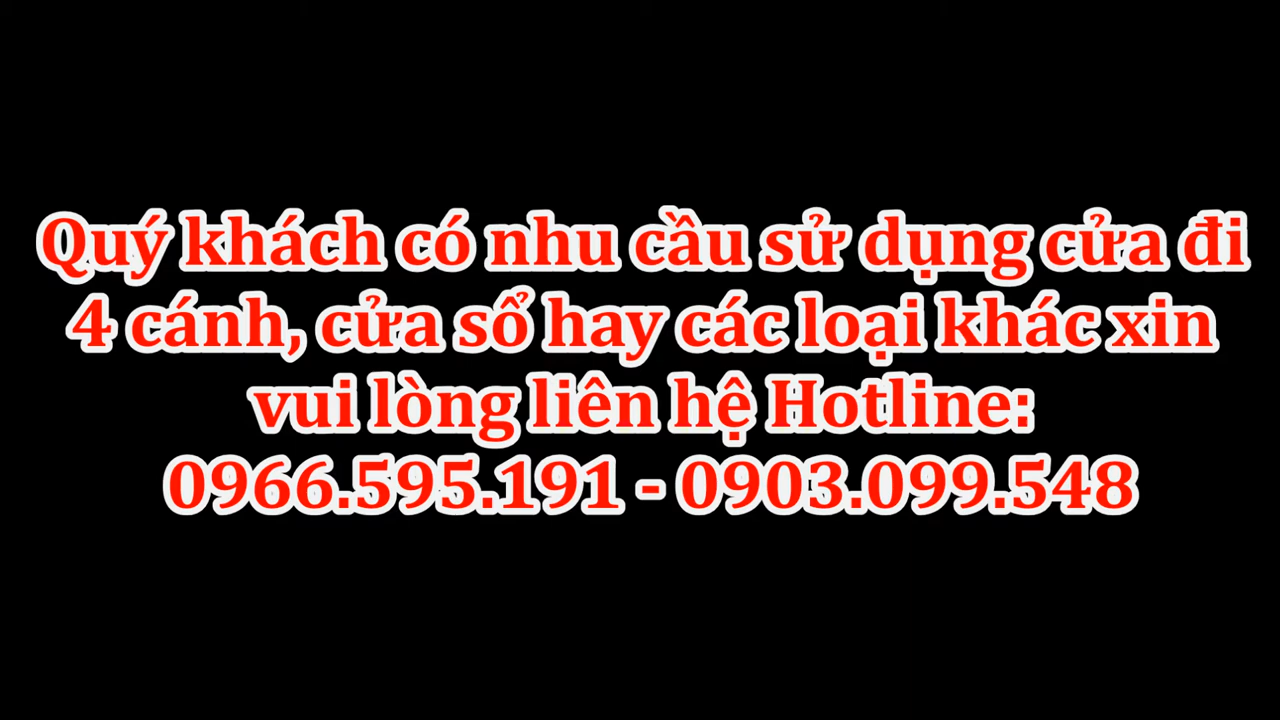 Quý khách có nhu cầu sử dụng cửa đi
4 cánh, cửa sổ hay các loại khác xin
vui lòng liên hệ Hotline:
0966.595.191 - 0903.099.548